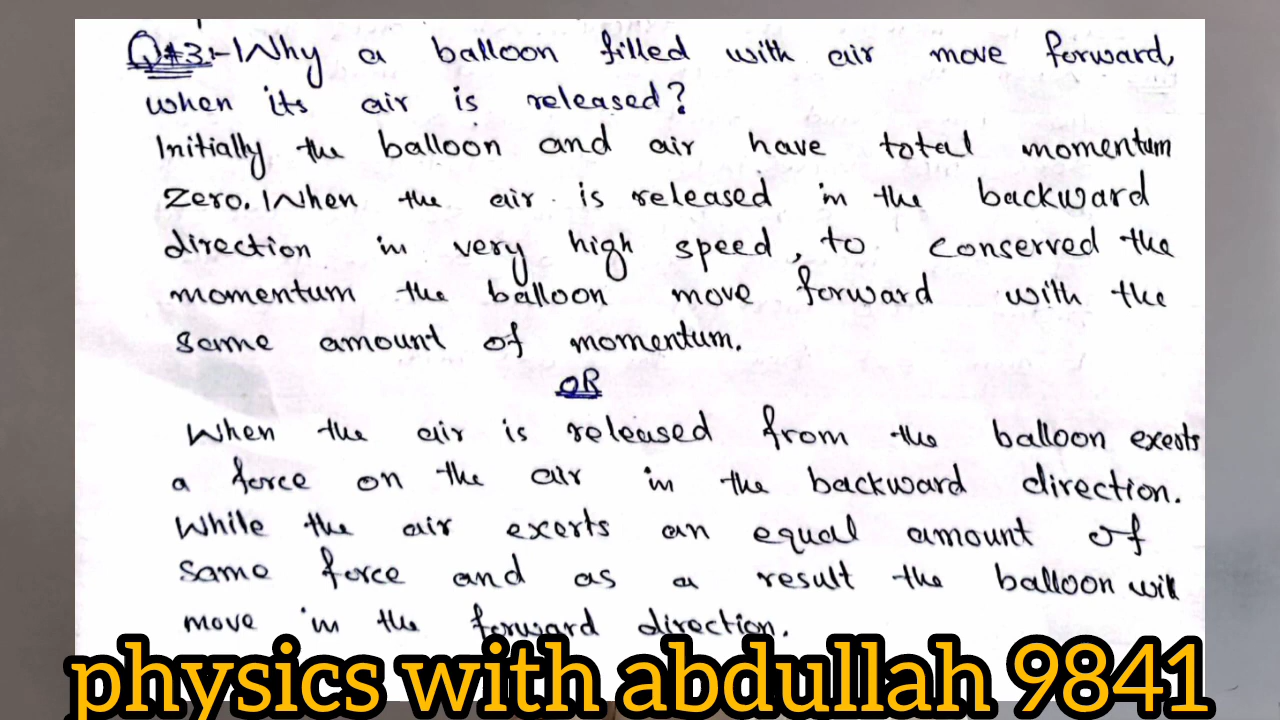 Q#3:- Why a balloon filled with air move forward,
when its air is released?
Initially the balloon and air have total momentum
zero. When the air is released in the backward
direction in very high speed, to conserved the
momentum the balloon move forward with the
same amount of momentum.
OR
When the air is released from the balloon exerts
a force on the air in the backward direction.
While the air exerts an equal amount of
same force and as a result the balloon will
move in the forward direction.
physics with abdullah 9841